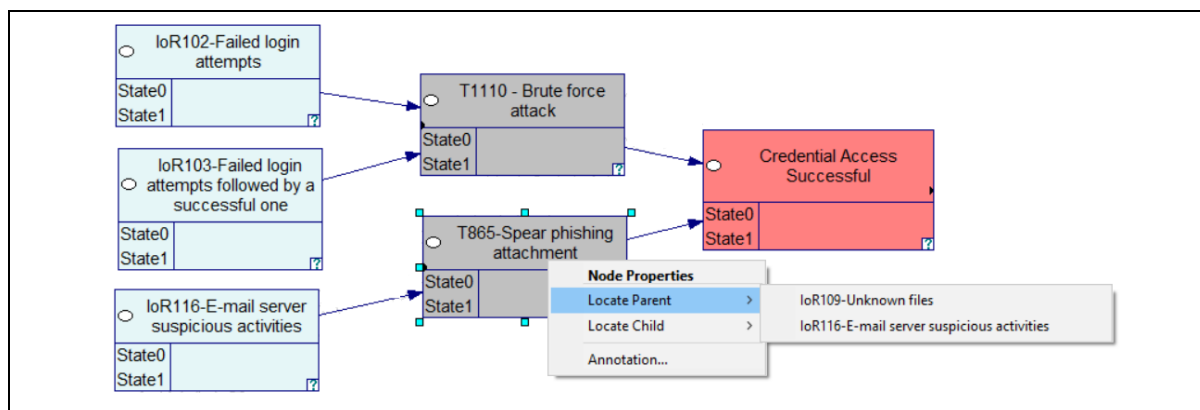 IoR102-Failed login
attempts
State0
State1
?
T1110 - Brute force
attack
State0
State1
?
IoR103-Failed login
attempts followed by a
successful one
State0
State1
?
Credential Access
Successful
State0
State1
?
T865-Spear phishing
attachment
State0
State1
IoR116-E-mail server
suspicious activities
State0
State1
?
Node Properties
Locate Parent >
Locate Child >
Annotation...
IoR109-Unknown files
IoR116-E-mail server suspicious activities